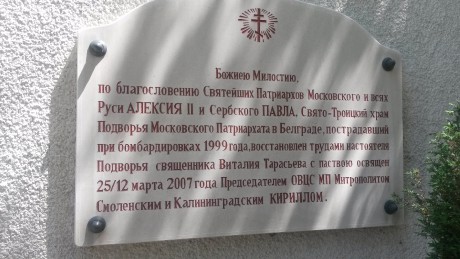 Божиею Милостию,
по благословению Святейших Патриархов Московского и всея
Руси АЛЕКСИЯ II и Сербского ПАВЛА, Свято-Троицкий храм
Подворья Московского Патриархата в Белграде, пострадавший
при бомбардировках 1999 года, восстановлен трудами настоятеля
Подворья священника Виталия Тарасьева с паствою освящен
25/12 марта 2007 года Председателем ОВЦС МП Митрополитом
Смоленским и Калининградским КИРИЛЛОМ.